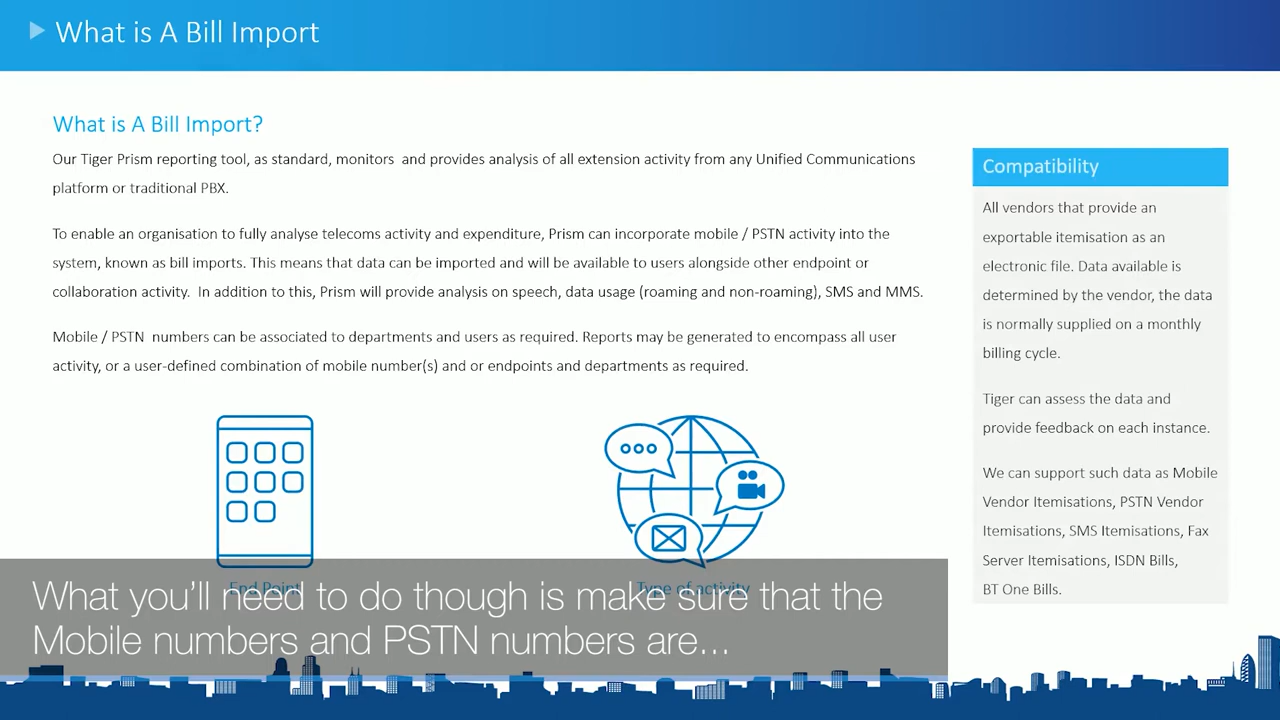 What is A Bill Import
What is A Bill Import?
Our Tiger Prism reporting tool, as standard, monitors and provides analysis of all extension activity from any Unified Communications
platform or traditional PBX.
To enable an organisation to fully analyse telecoms activity and expenditure, Prism can incorporate mobile / PSTN activity into the
system, known as bill imports. This means that data can be imported and will be available to users alongside other endpoint or
collaboration activity. In addition to this, Prism will provide analysis on speech, data usage (roaming and non-roaming), SMS and MMS.
Mobile / PSTN numbers can be associated to departments and users as required. Reports may be generated to encompass all user
activity, or a user-defined combination of mobile number(s) and or endpoints and departments as required.
End Point
Type of activity
Compatibility
All vendors that provide an
exportable itemisation as an
electronic file. Data available is
determined by the vendor, the data
is normally supplied on a monthly
billing cycle.
Tiger can assess the data and
provide feedback on each instance.
We can support such data as Mobile
Vendor Itemisations, PSTN Vendor
Itemisations, SMS Itemisations, Fax
Server Itemisations, ISDN Bills,
BT One Bills.
What you'll need to do though is make sure that the
Mobile numbers and PSTN numbers are...